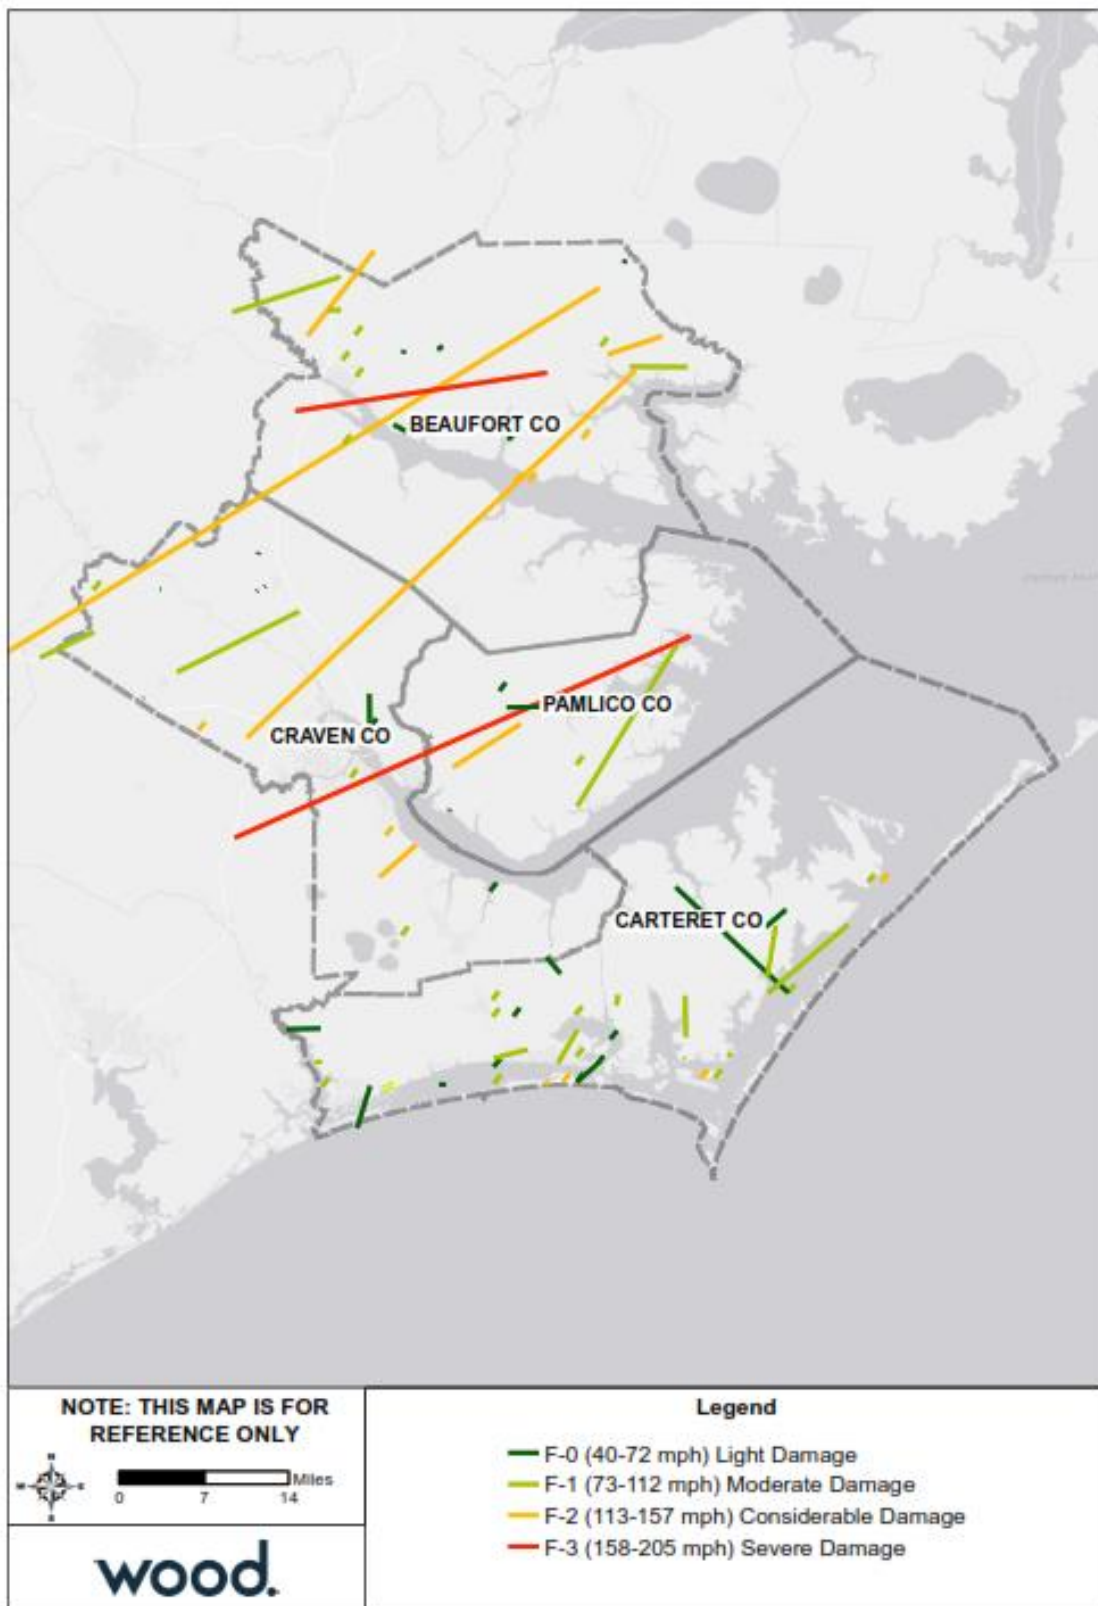 BEAUFORT CO
PAMLICO CO
CRAVEN CO
CARTERET CO
NOTE: THIS MAP IS FOR
REFERENCE ONLY
N
W E
S
Miles
0 7 14
wood.
Legend
F-0 (40-72 mph) Light Damage
F-1 (73-112 mph) Moderate Damage
F-2 (113-157 mph) Considerable Damage
F-3 (158-205 mph) Severe Damage